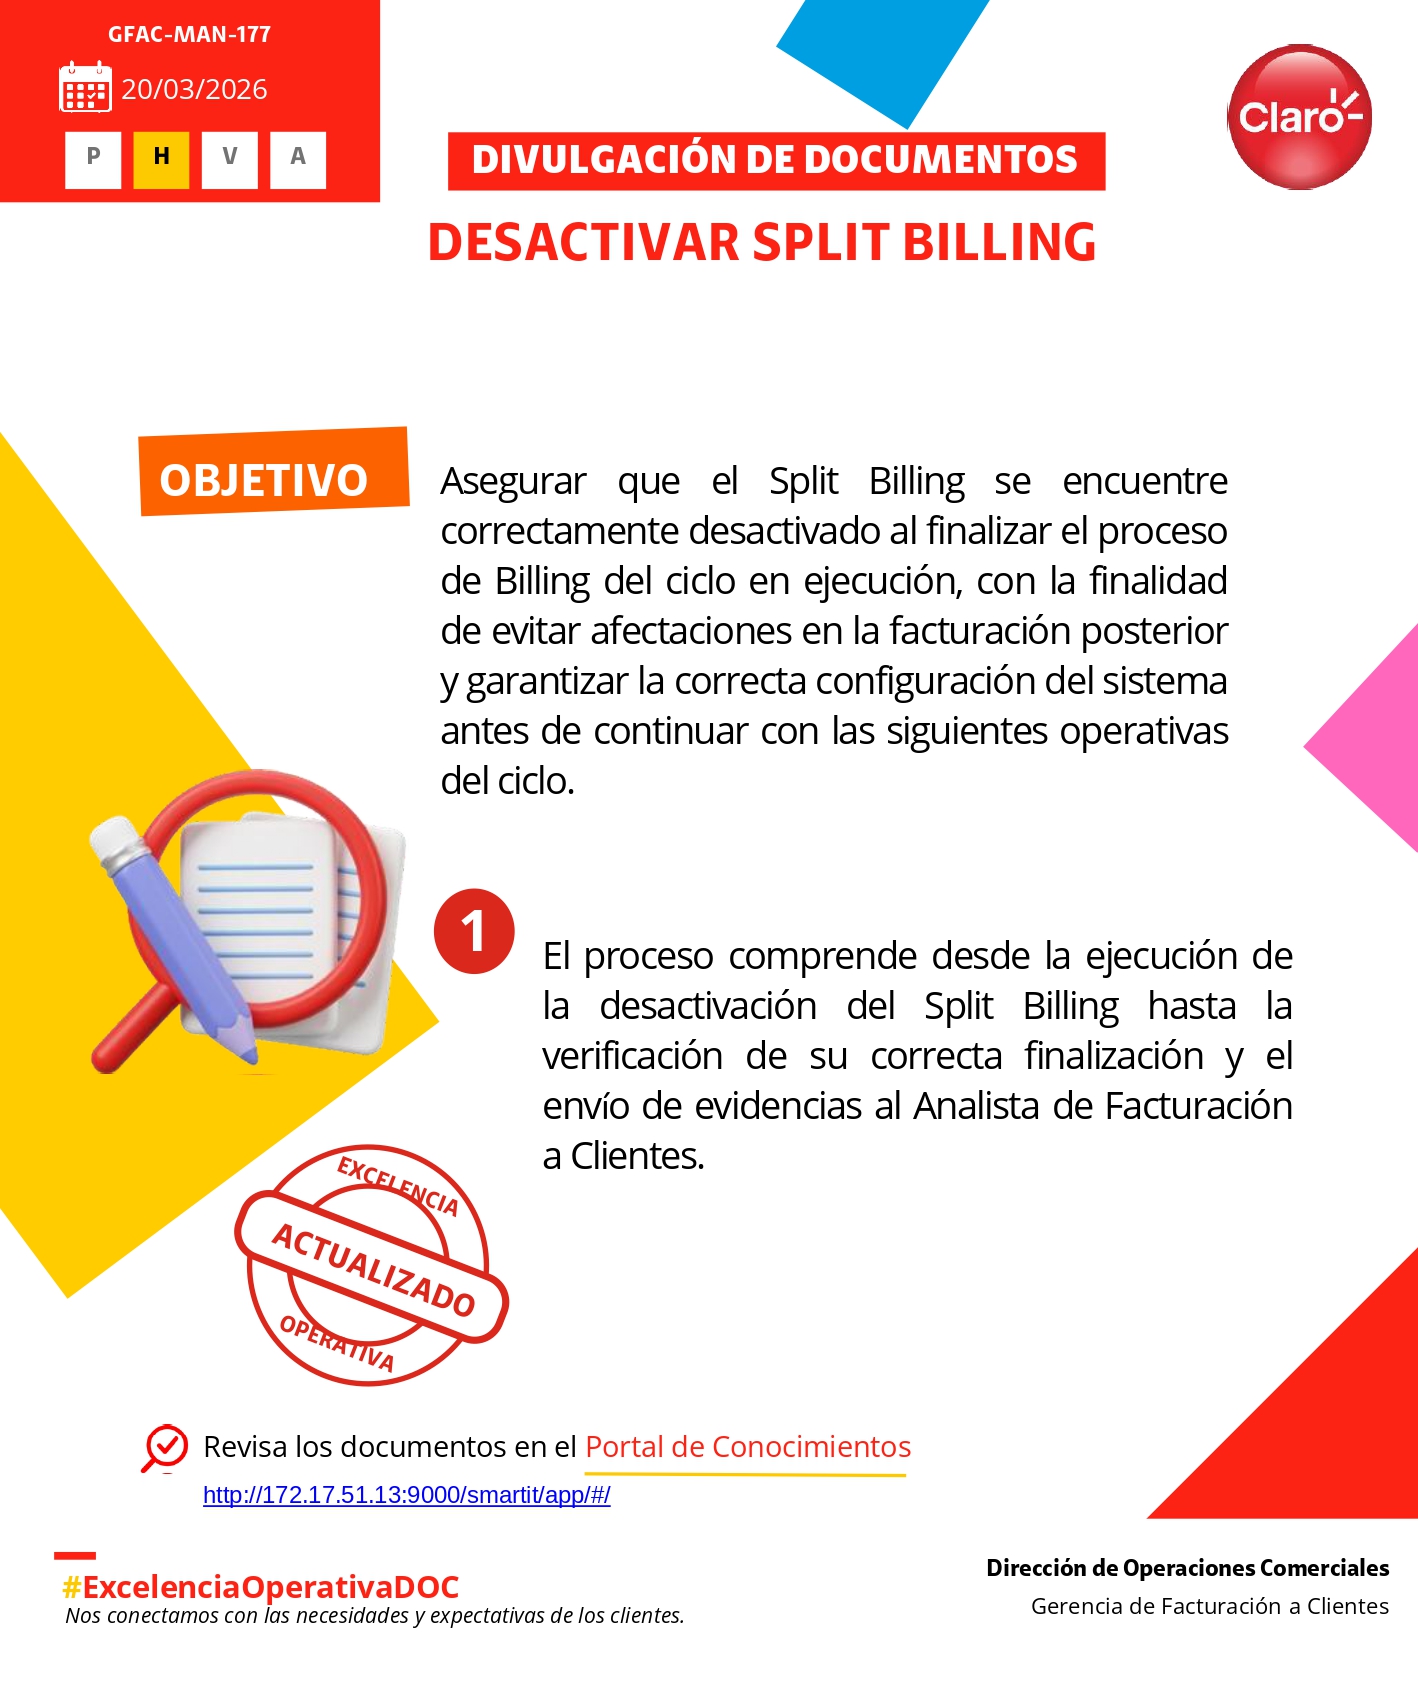 GFAC-MAN-177
20/03/2026
P H V A
Claro
DIVULGACIÓN DE DOCUMENTOS
DESACTIVAR SPLIT BILLING
OBJETIVO
Asegurar que el Split Billing se encuentre
correctamente desactivado al finalizar el proceso
de Billing del ciclo en ejecución, con la finalidad
de evitar afectaciones en la facturación posterior
y garantizar la correcta configuración del sistema
antes de continuar con las siguientes operativas
del ciclo.
1
El proceso comprende desde la ejecución de
la desactivación del Split Billing hasta la
verificación de su correcta finalización y el
envío de evidencias al Analista de Facturación
a Clientes.
EXCELENCIA
ACTUALIZADO
OPERATIVA
Revisa los documentos en el Portal de Conocimientos
http://172.17.51.13:9000/smartit/app/#/
#ExcelenciaOperativaDOC
Nos conectamos con las necesidades y expectativas de los clientes.
Dirección de Operaciones Comerciales
Gerencia de Facturación a Clientes